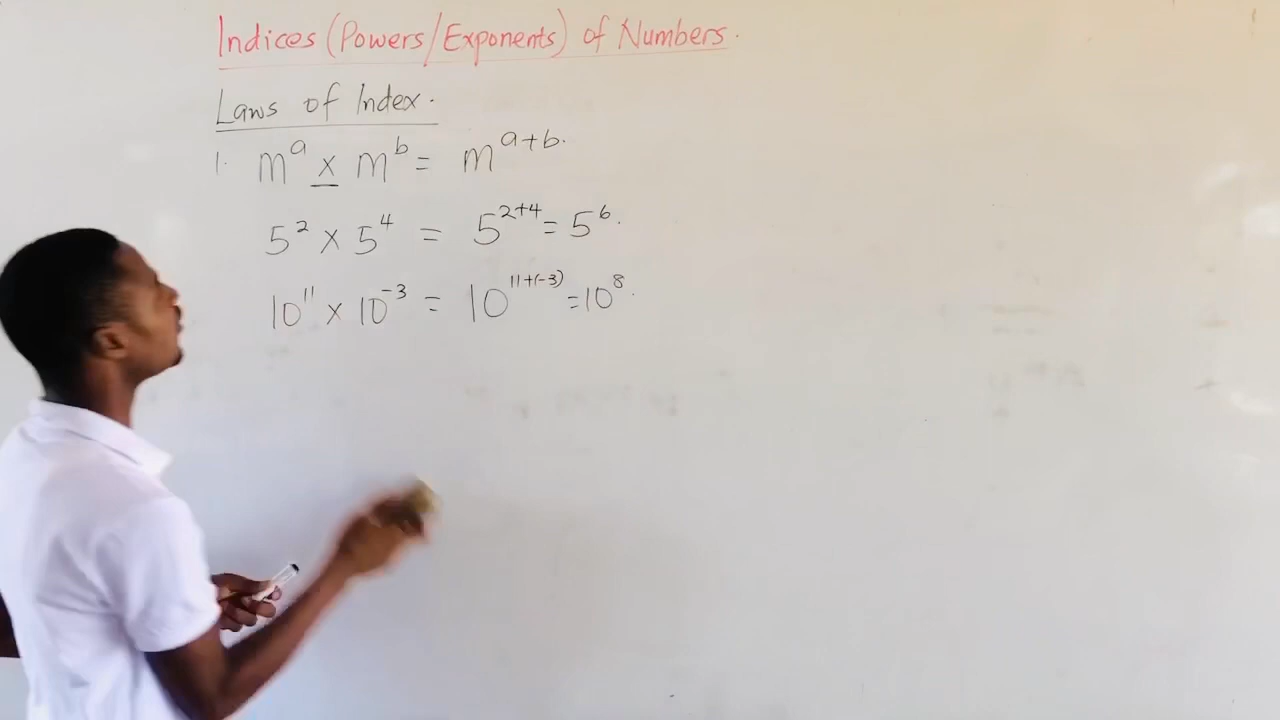 Indices (Powers/Exponents) of Numbers.
Laws of Index.
1. m^a x m^b = m^{a+b}.
5^2 x 5^4 = 5^{2+4} = 5^6.
10^{11} x 10^{-3} = 10^{11+(-3)} = 10^8.